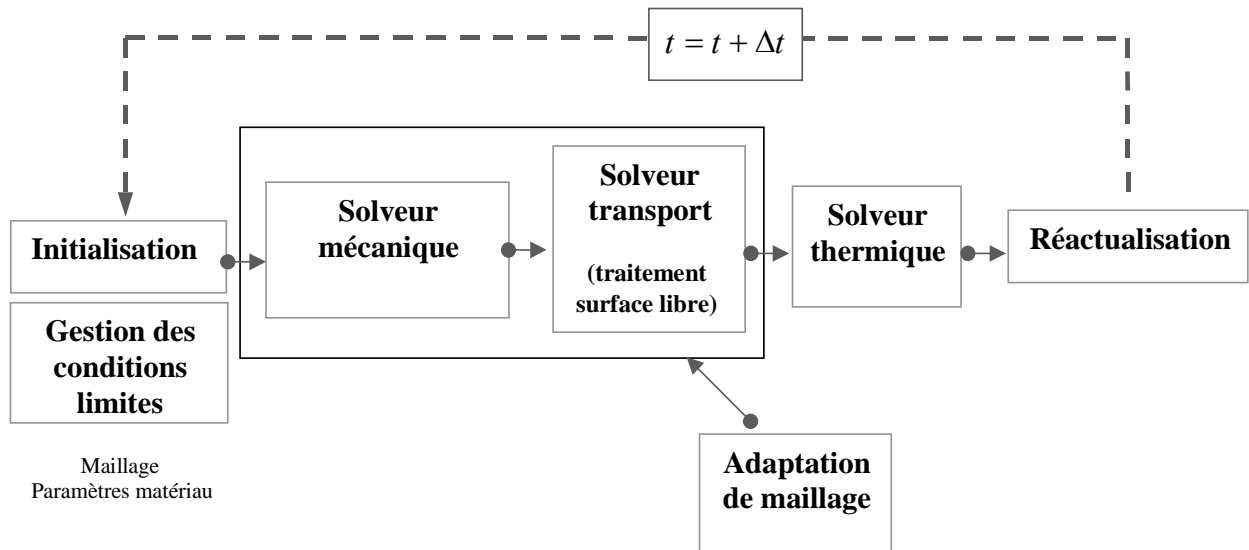 t = t + Δt
Initialisation
Gestion des
conditions
limites
Maillage
Paramètres matériau
Solveur
mécanique
Solveur
transport
(traitement
surface libre)
Solveur
thermique
Réactualisation
Adaptation
de maillage